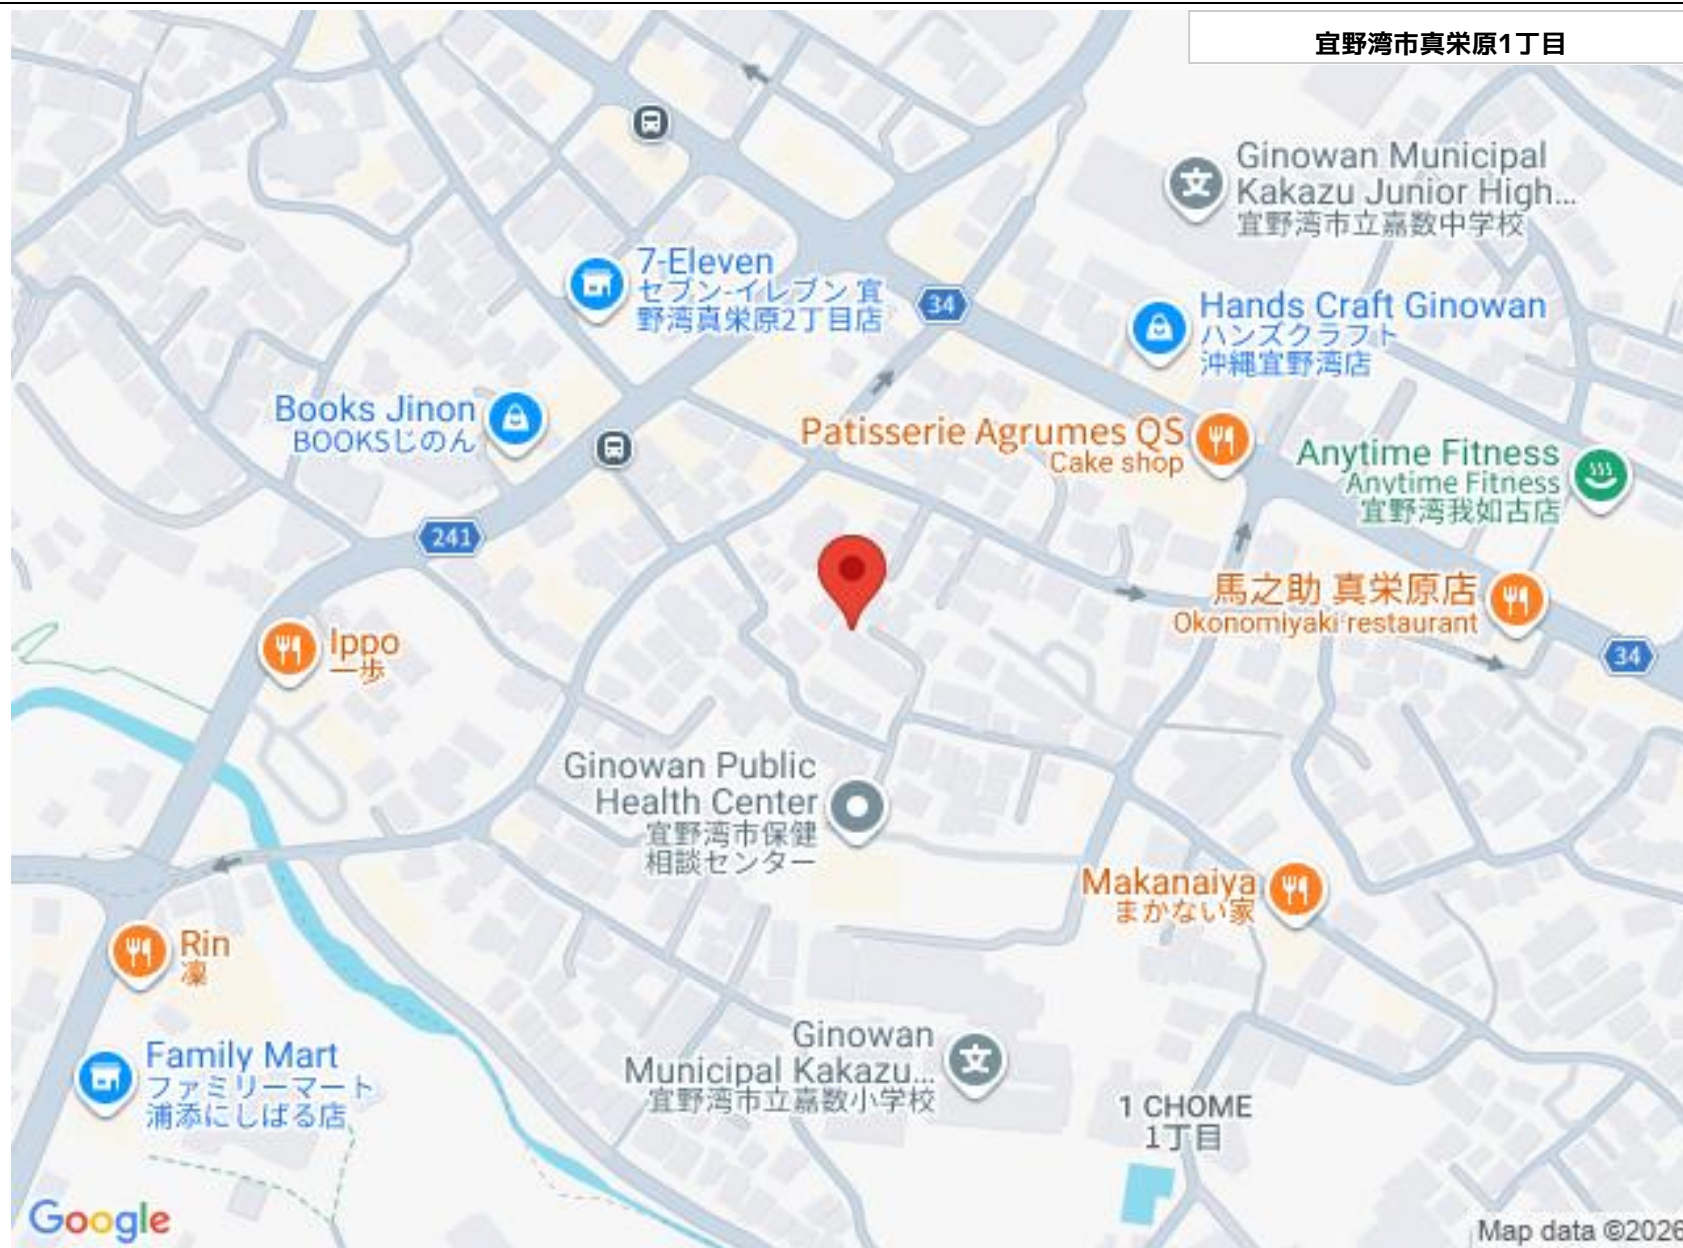 宜野湾市真栄原1丁目
Ginowan Municipal
Kakazu Junior High...
宜野湾市立嘉数中学校
7-Eleven
セブン-イレブン 宜
野湾真栄原2丁目店
34
Hands Craft Ginowan
ハンズクラフト
沖縄宜野湾店
Books Jinon
BOOKSじのん
Patisserie Agrumes QS
Cake shop
Anytime Fitness
Anytime Fitness
宜野湾我如古店
241
馬之助 真栄原店
Okonomiyaki restaurant
Ippo
一歩
34
Ginowan Public
Health Center
宜野湾市保健
相談センター
Makanaiya
まかない家
Rin
凜
Ginowan
Municipal Kakazu...
宜野湾市立嘉数小学校
Family Mart
ファミリーマート
浦添にしばる店
1 CHOME
1丁目
Google
Map data ©2026